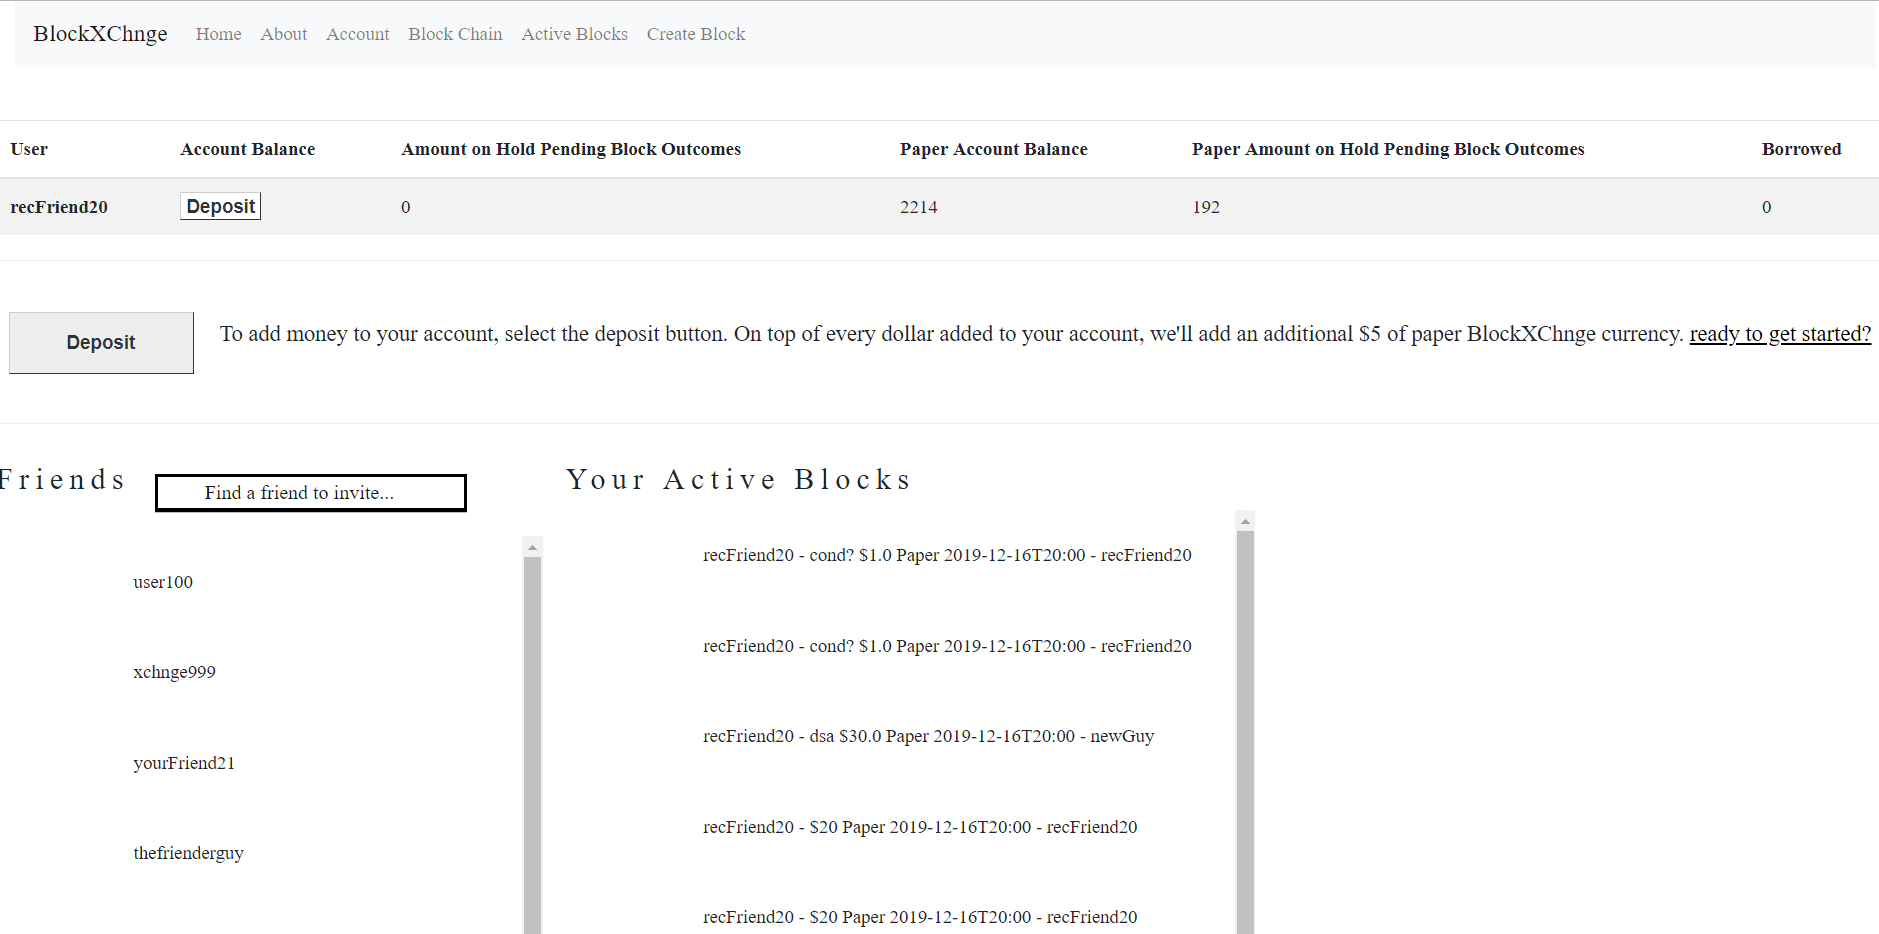 BlockXChnge Home About Account Block Chain Active Blocks Create Block
User Account Balance Amount on Hold Pending Block Outcomes Paper Account Balance Paper Amount on Hold Pending Block Outcomes Borrowed
recFriend20 Deposit 0 2214 192 0
Deposit To add money to your account, select the deposit button. On top of every dollar added to your account, we'll add an additional $5 of paper BlockXChnge currency. ready to get started?
Friends
Find a friend to invite...
user100
xchnge999
yourFriend21
thefrienderguy
Your Active Blocks
recFriend20 - cond? $1.0 Paper 2019-12-16T20:00 - recFriend20
recFriend20 - cond? $1.0 Paper 2019-12-16T20:00 - recFriend20
recFriend20 - dsa $30.0 Paper 2019-12-16T20:00 - newGuy
recFriend20 - $20 Paper 2019-12-16T20:00 - recFriend20
recFriend20 - $20 Paper 2019-12-16T20:00 - recFriend20